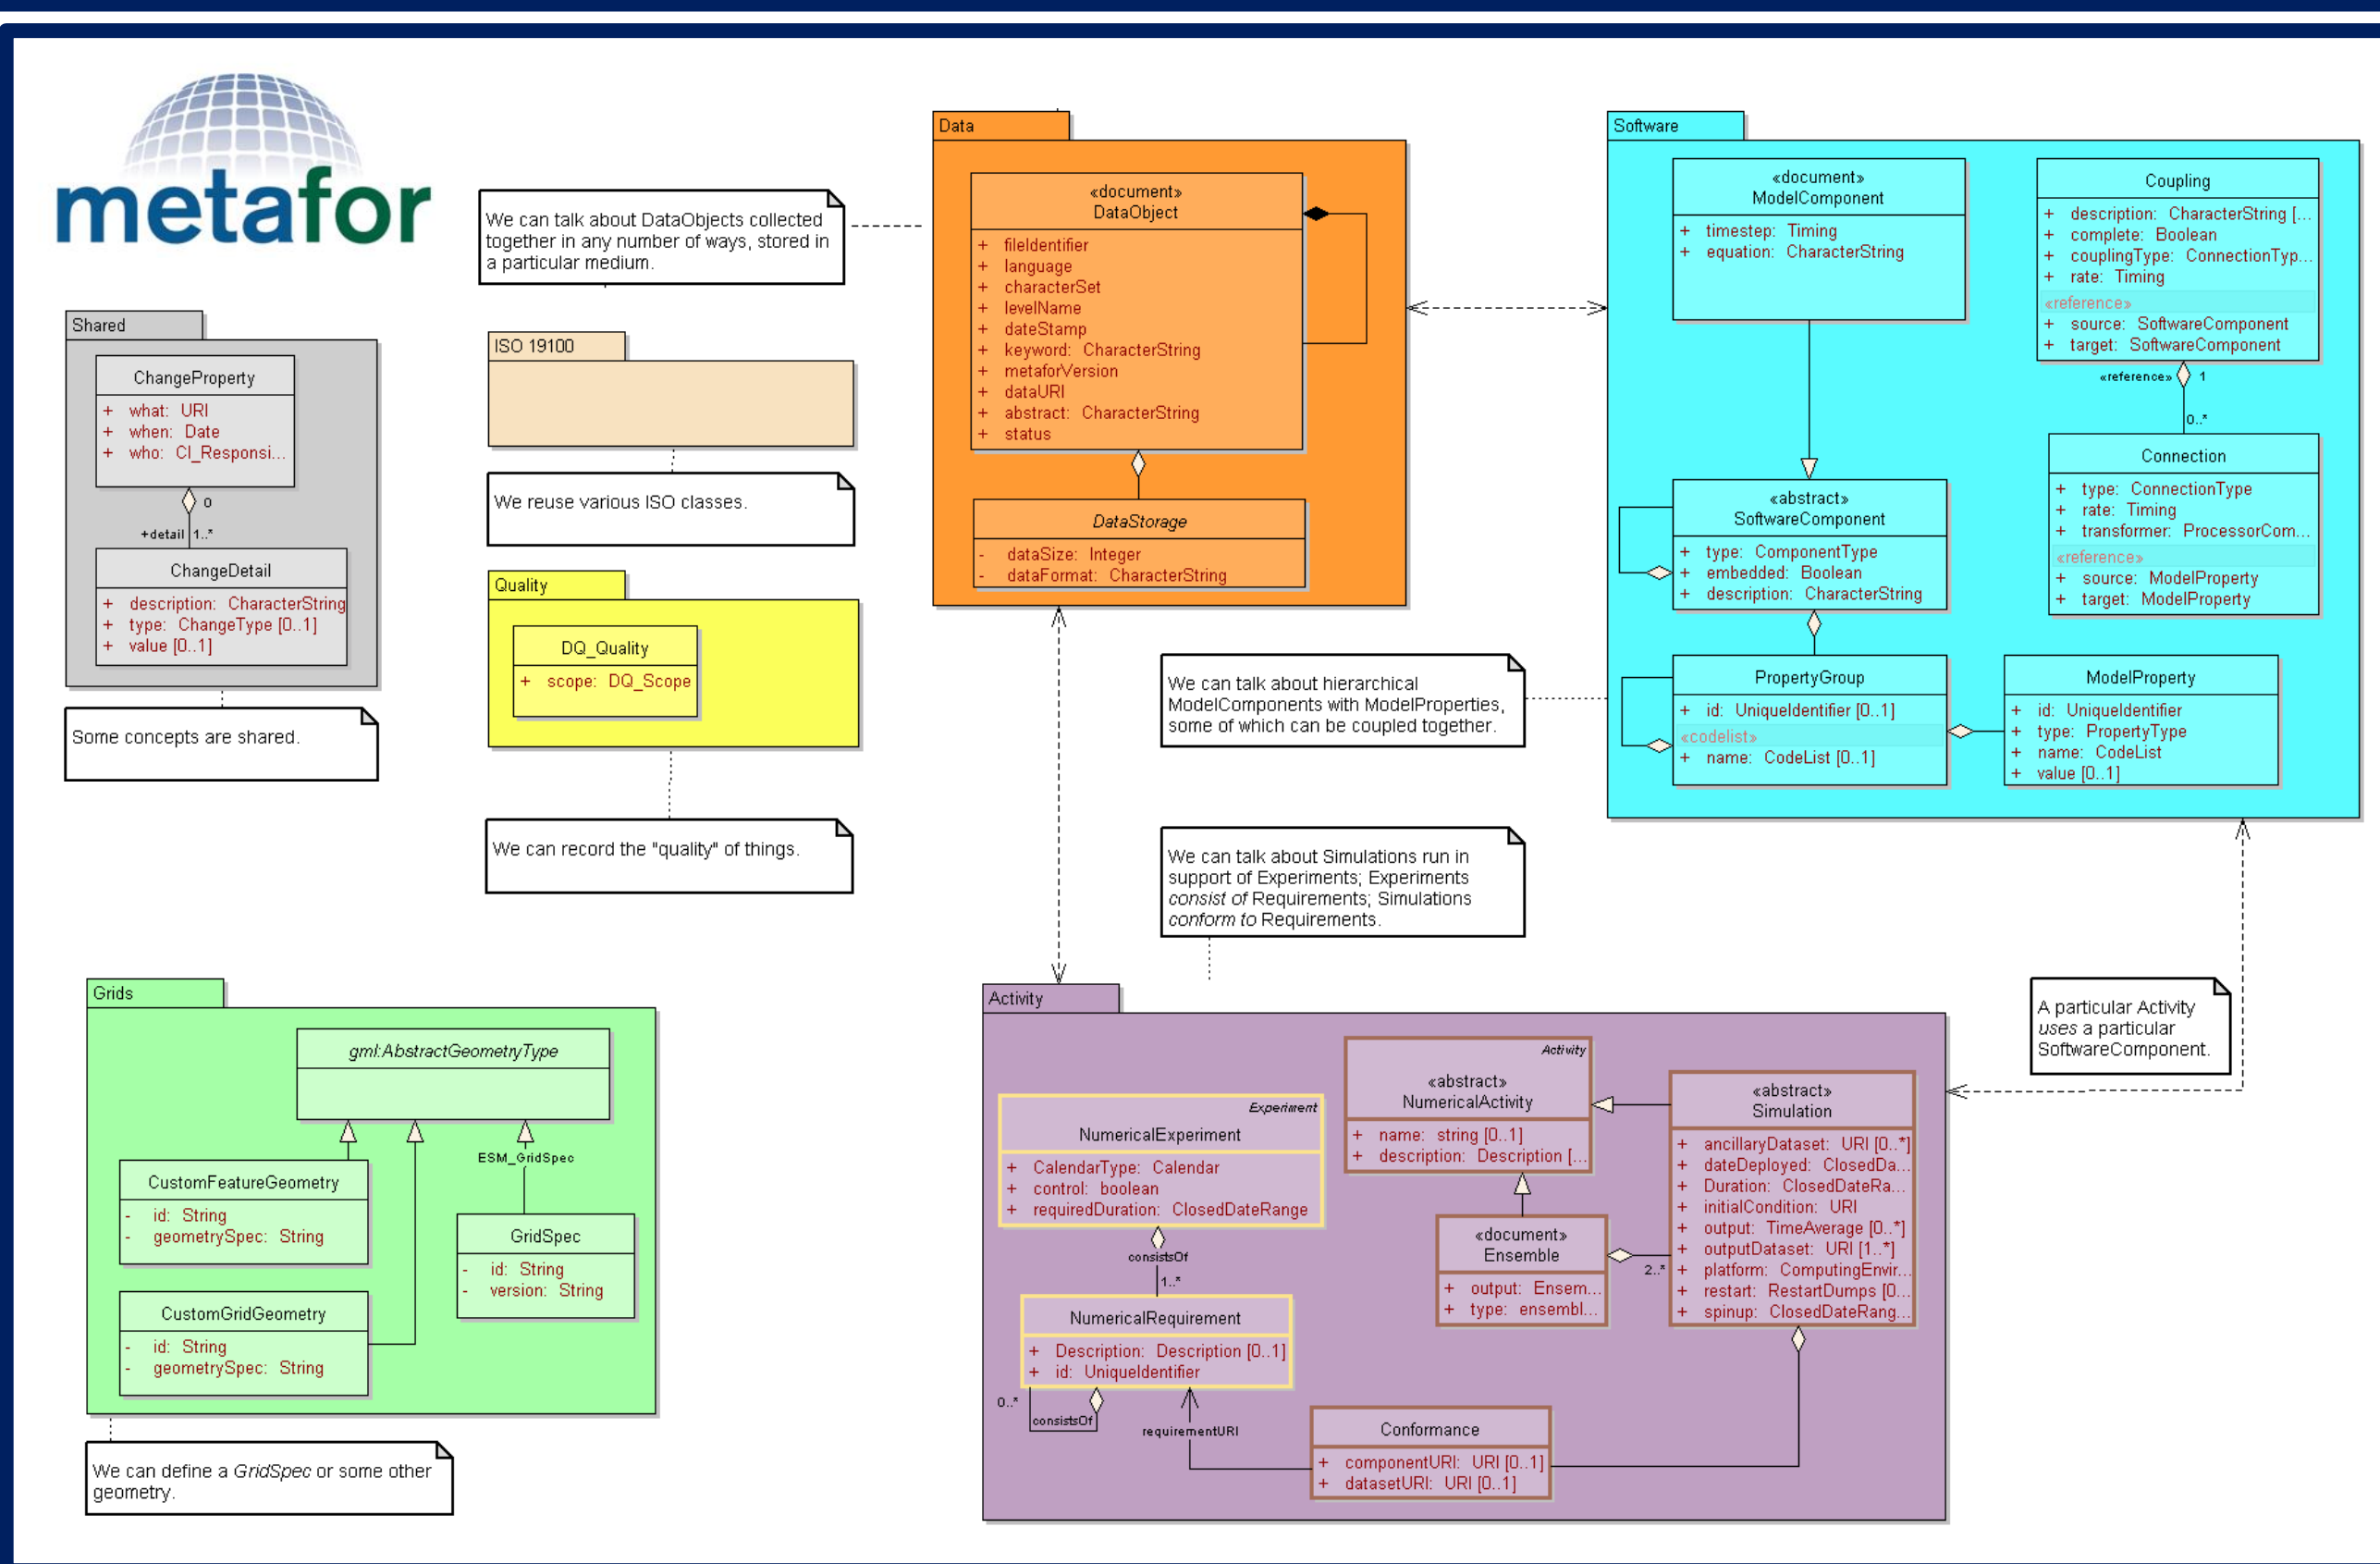 metafor
Shared
ChangeProperty
+ what: URI
+ when: Date
+ who: CI_Responsi...
0
+detail 1..*
ChangeDetail
+ description: CharacterString
+ type: ChangeType [0..1]
+ value [0..1]
Some concepts are shared.
We can talk about DataObjects collected
together in any number of ways, stored in
a particular medium.
ISO 19100
We reuse various ISO classes.
Quality
DQ_Quality
+ scope: DQ_Scope
We can record the "quality" of things.
Data
«document»
DataObject
+ fileIdentifier
+ language
+ characterSet
+ levelName
+ dateStamp
+ keyword: CharacterString
+ metaforVersion
+ dataURI
+ abstract: CharacterString
+ status
DataStorage
- dataSize: Integer
- dataFormat: CharacterString
Software
«document»
ModelComponent
+ timestep: Timing
+ equation: CharacterString
Coupling
+ description: CharacterString [...
+ complete: Boolean
+ couplingType: ConnectionTyp...
+ rate: Timing
«reference»
+ source: SoftwareComponent
+ target: SoftwareComponent
«reference» 1
0..*
Connection
+ type: ConnectionType
+ rate: Timing
+ transformer: ProcessorCom...
«reference»
+ source: ModelProperty
+ target: ModelProperty
«abstract»
SoftwareComponent
+ type: ComponentType
+ embedded: Boolean
+ description: CharacterString
PropertyGroup
+ id: UniqueIdentifier [0..1]
«codelist»
+ name: CodeList [0..1]
ModelProperty
+ id: UniqueIdentifier
+ type: PropertyType
+ name: CodeList
+ value [0..1]
We can talk about hierarchical
ModelComponents with ModelProperties,
some of which can be coupled together.
We can talk about Simulations run in
support of Experiments; Experiments
consist of Requirements; Simulations
conform to Requirements.
A particular Activity
uses a particular
SoftwareComponent.
Grids
gml:AbstractGeometryType
ESM_GridSpec
CustomFeatureGeometry
- id: String
- geometrySpec: String
GridSpec
- id: String
- version: String
CustomGridGeometry
- id: String
- geometrySpec: String
We can define a GridSpec or some other
geometry.
Activity
Experiment
NumericalExperiment
+ CalendarType: Calendar
+ control: boolean
+ requiredDuration: ClosedDateRange
consistsOf
1..*
NumericalRequirement
+ Description: Description [0..1]
+ id: UniqueIdentifier
0..*
consistsOf
requirementURI
Activity
«abstract»
NumericalActivity
+ name: string [0..1]
+ description: Description [...
«document»
Ensemble
+ output: Ensem...
+ type: ensembl...
2..*
«abstract»
Simulation
+ ancillaryDataset: URI [0..*]
+ dateDeployed: ClosedDa...
+ Duration: ClosedDateRa...
+ initialCondition: URI
+ output: TimeAverage [0..*]
+ outputDataset: URI [1..*]
+ platform: ComputingEnvir...
+ restart: RestartDumps [0...
+ spinup: ClosedDateRang...
Conformance
+ componentURI: URI [0..1]
+ datasetURI: URI [0..1]